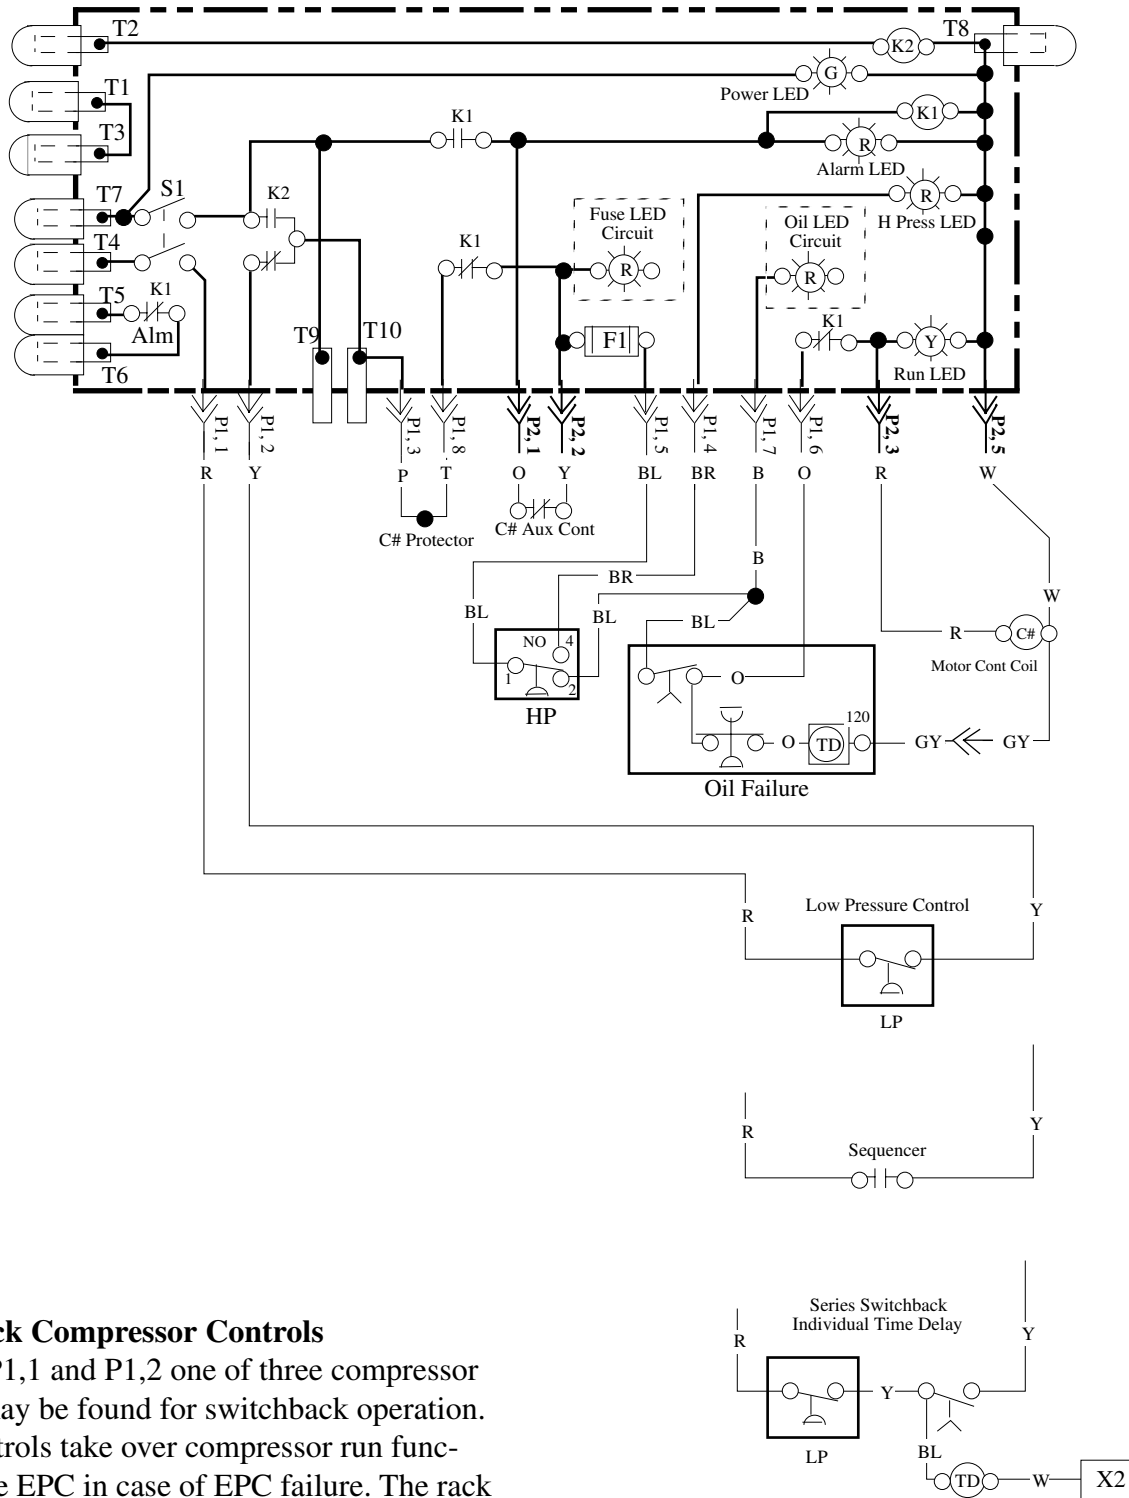 T2
T8
K2
T1
G
Power LED
K1
T3
K1
R
Alarm LED
T7
S1
K2
R
H Press LED
Fuse LED
Circuit
R
Oil LED
Circuit
R
T4
K1
T5
K1
Alm
T6
T9
T10
F1
K1
Y
Run LED
P1, 1
P1, 2
P1, 3
P1, 8
P2, 1
P2, 2
P1, 5
P1, 4
P1, 7
P1, 6
P2, 3
P2, 5
R
Y
P
T
O
Y
BL
BR
B
O
R
W
C# Protector
C# Aux Cont
B
BR
W
BL
BL
BL
R
C#
Motor Cont Coil
NO
4
1
2
HP
O
120
O
TD
GY
GY
Oil Failure
Low Pressure Control
R
Y
LP
R
Y
Sequencer
Series Switchback
Individual Time Delay
R
Y
Y
LP
BL
TD
W
X2
ck Compressor Controls
P1,1 and P1,2 one of three compressor
may be found for switchback operation.
ntrols take over compressor run func-
e EPC in case of EPC failure. The rack